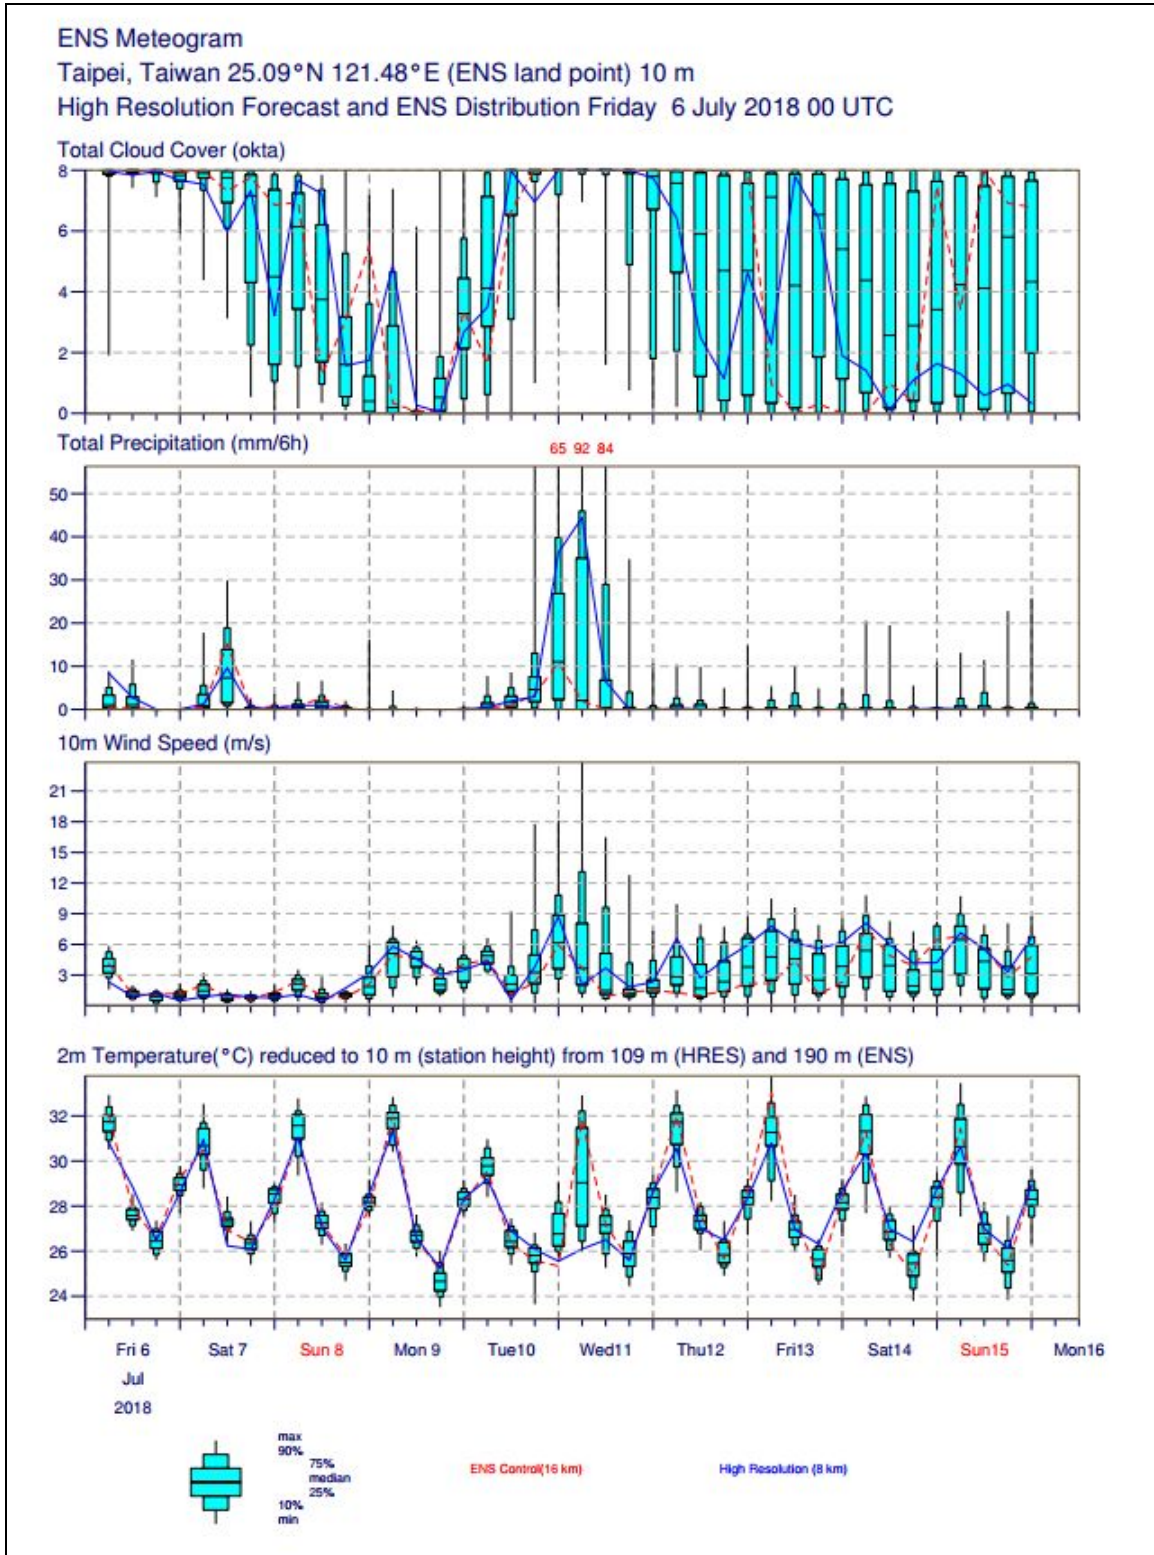 ENS Meteogram
Taipei, Taiwan 25.09°N 121.48°E (ENS land point) 10 m
High Resolution Forecast and ENS Distribution Friday 6 July 2018 00 UTC
Total Cloud Cover (okta)
8
6
4
2
0
Total Precipitation (mm/6h)
65 92 84
50
40
30
20
10
0
10m Wind Speed (m/s)
21
18
15
12
9
6
3
2m Temperature(°C) reduced to 10 m (station height) from 109 m (HRES) and 190 m (ENS)
32
30
28
26
24
Fri 6 Sat 7 Sun 8 Mon 9 Tue10 Wed11 Thu12 Fri13 Sat14 Sun15 Mon16
Jul
2018
max
90%
75%
median
25%
10%
min
ENS Control(16 km)
High Resolution (8 km)